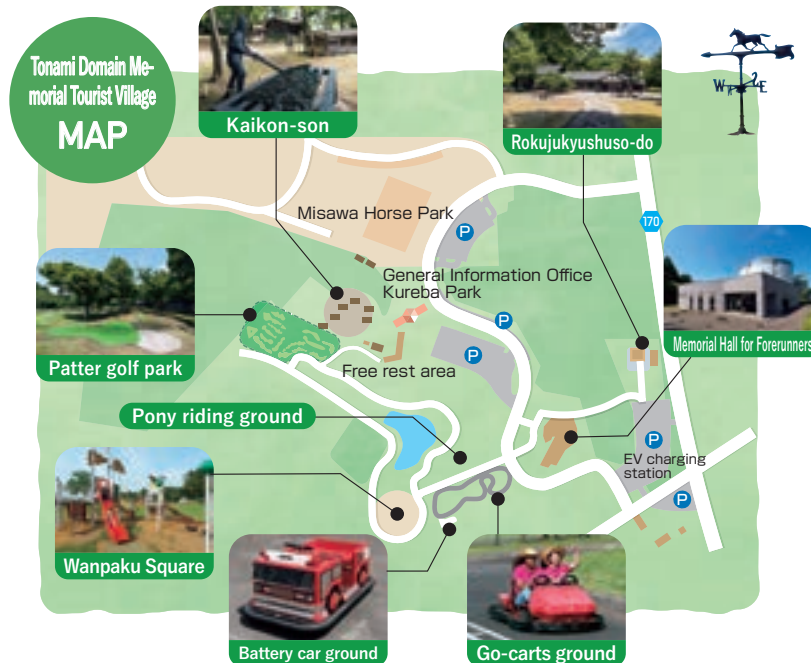 Tonami Domain Me-
morial Tourist Village
MAP
Kaikon-son
Rokujukyushuso-do
W E
S
Misawa Horse Park
170
P
General Information Office
Kureba Park
P
Memorial Hall for Forerunners
Patter golf park
P
Free rest area
Pony riding ground
P
EV charging
station
P
Wanpaku Square
Battery car ground
Go-carts ground